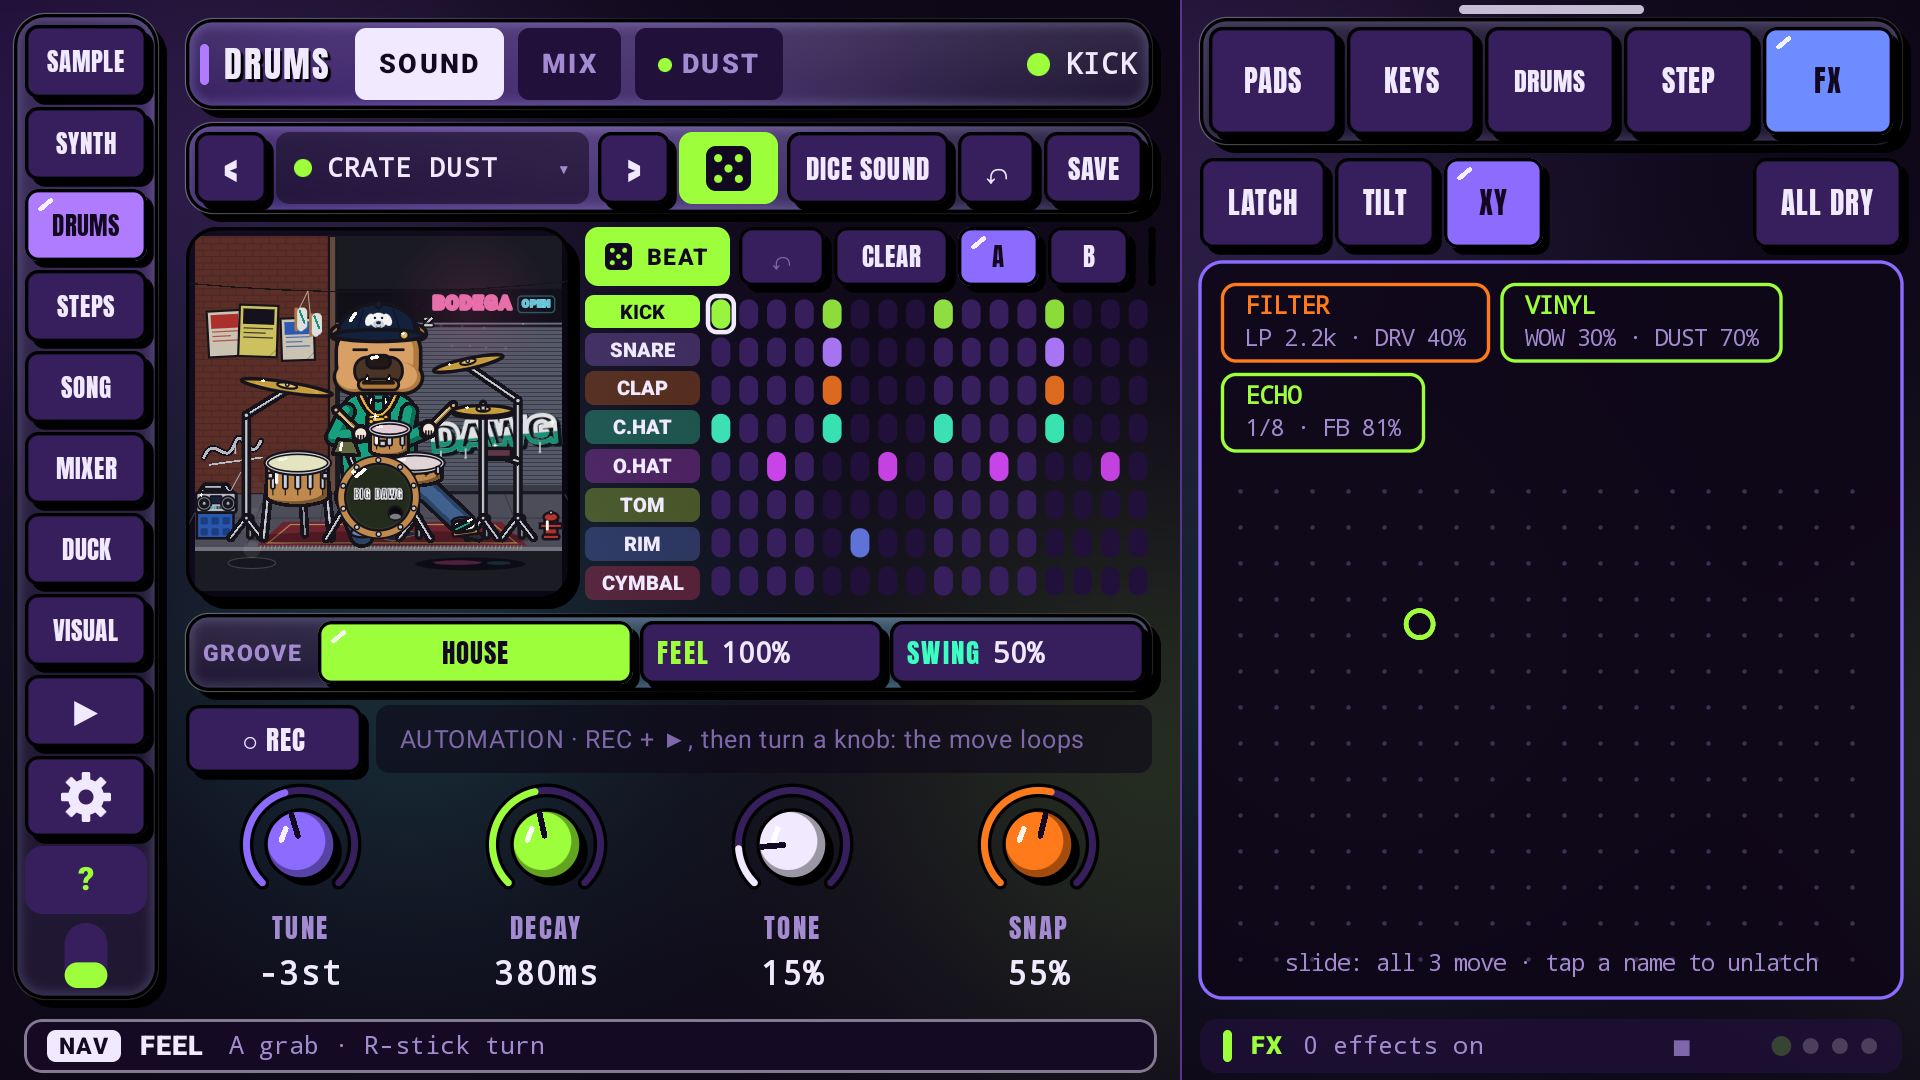 SAMPLE
SYNTH
DRUMS
STEPS
SONG
MIXER
DUCK
VISUAL
?
DRUMS SOUND MIX DUST KICK
< CRATE DUST > DICE SOUND SAVE
BODEGA OPEN
DAWG
BIG DAWG
BEAT CLEAR A B
KICK
SNARE
CLAP
C.HAT
O.HAT
TOM
RIM
CYMBAL
GROOVE HOUSE FEEL 100% SWING 50%
○ REC AUTOMATION · REC + ▶, then turn a knob: the move loops
TUNE DECAY TONE SNAP
-3st 380ms 15% 55%
NAV FEEL A grab · R-stick turn
PADS KEYS DRUMS STEP FX
LATCH TILT XY ALL DRY
FILTER
LP 2.2k · DRV 40%
VINYL
WOW 30% · DUST 70%
ECHO
1/8 · FB 81%
slide: all 3 move · tap a name to unlatch
FX 0 effects on